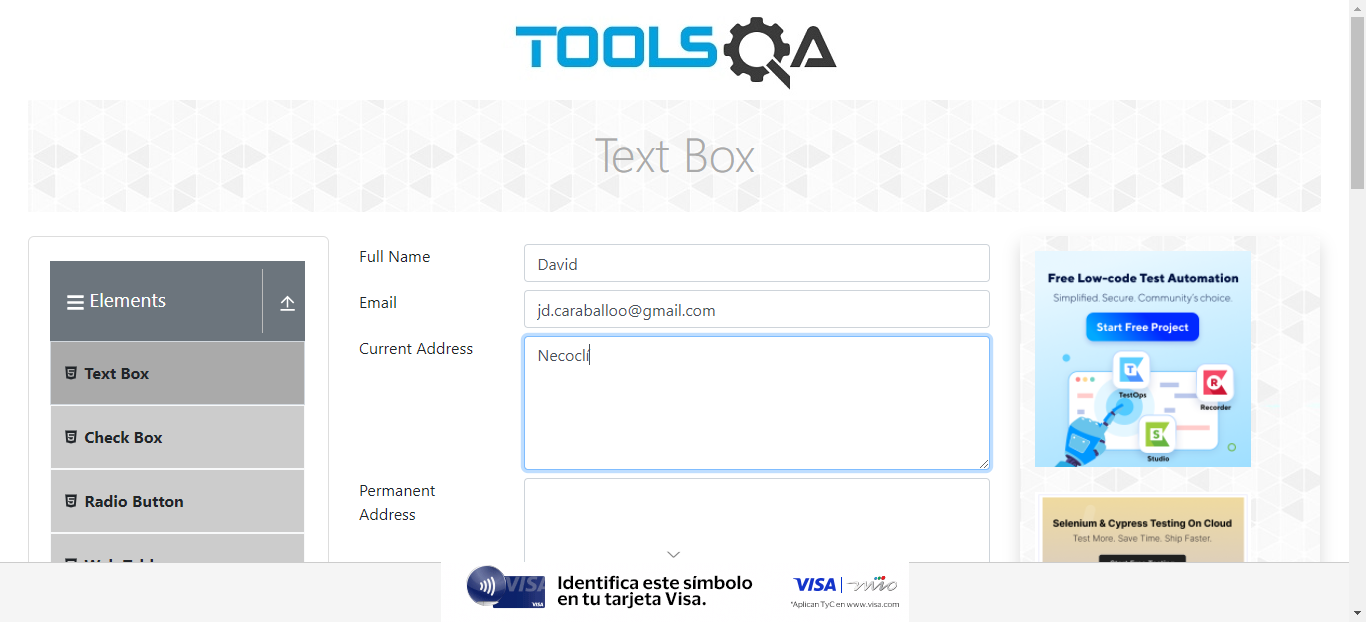 TOOLSQA
Text Box
Elements
Text Box
Check Box
Radio Button
Full Name
David
Email
jd.caraballoo@gmail.com
Current Address
Necoclí
Permanent
Address
Free Low-code Test Automation
Simplified. Secure. Community's choice.
Start Free Project
TestOps
Recorder
Studio
Selenium & Cypress Testing On Cloud
Test More. Save Time. Ship Faster.
VISA
VISA
Identifica este símbolo
en tu tarjeta Visa.
VISA | mio
*Aplican TyC en www.visa.com